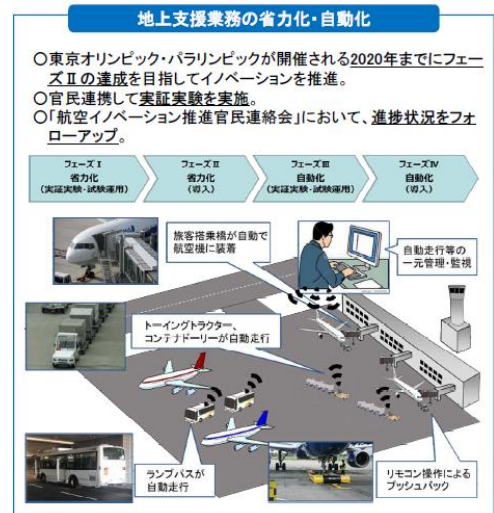 地上支援業務の省力化・自動化
○東京オリンピック・パラリンピックが開催される2020年までにフェー
ズⅡの達成を目指してイノベーションを推進。
○官民連携して実証実験を実施。
○「航空イノベーション推進官民連絡会」において、進捗状況をフォ
ローアップ。
フェーズⅠ
省力化
(実証実験・試験運用)
フェーズⅡ
省力化
(導入)
フェーズⅢ
自動化
(実証実験・試験運用)
フェーズⅣ
自動化
(導入)
旅客搭乗橋が自動で
航空機に装着
自動走行等の
一元管理・監視
トーイングトラクター、
コンテナドーリーが自動走行
ランプバスが
自動走行
リモコン操作による
プッシュバック